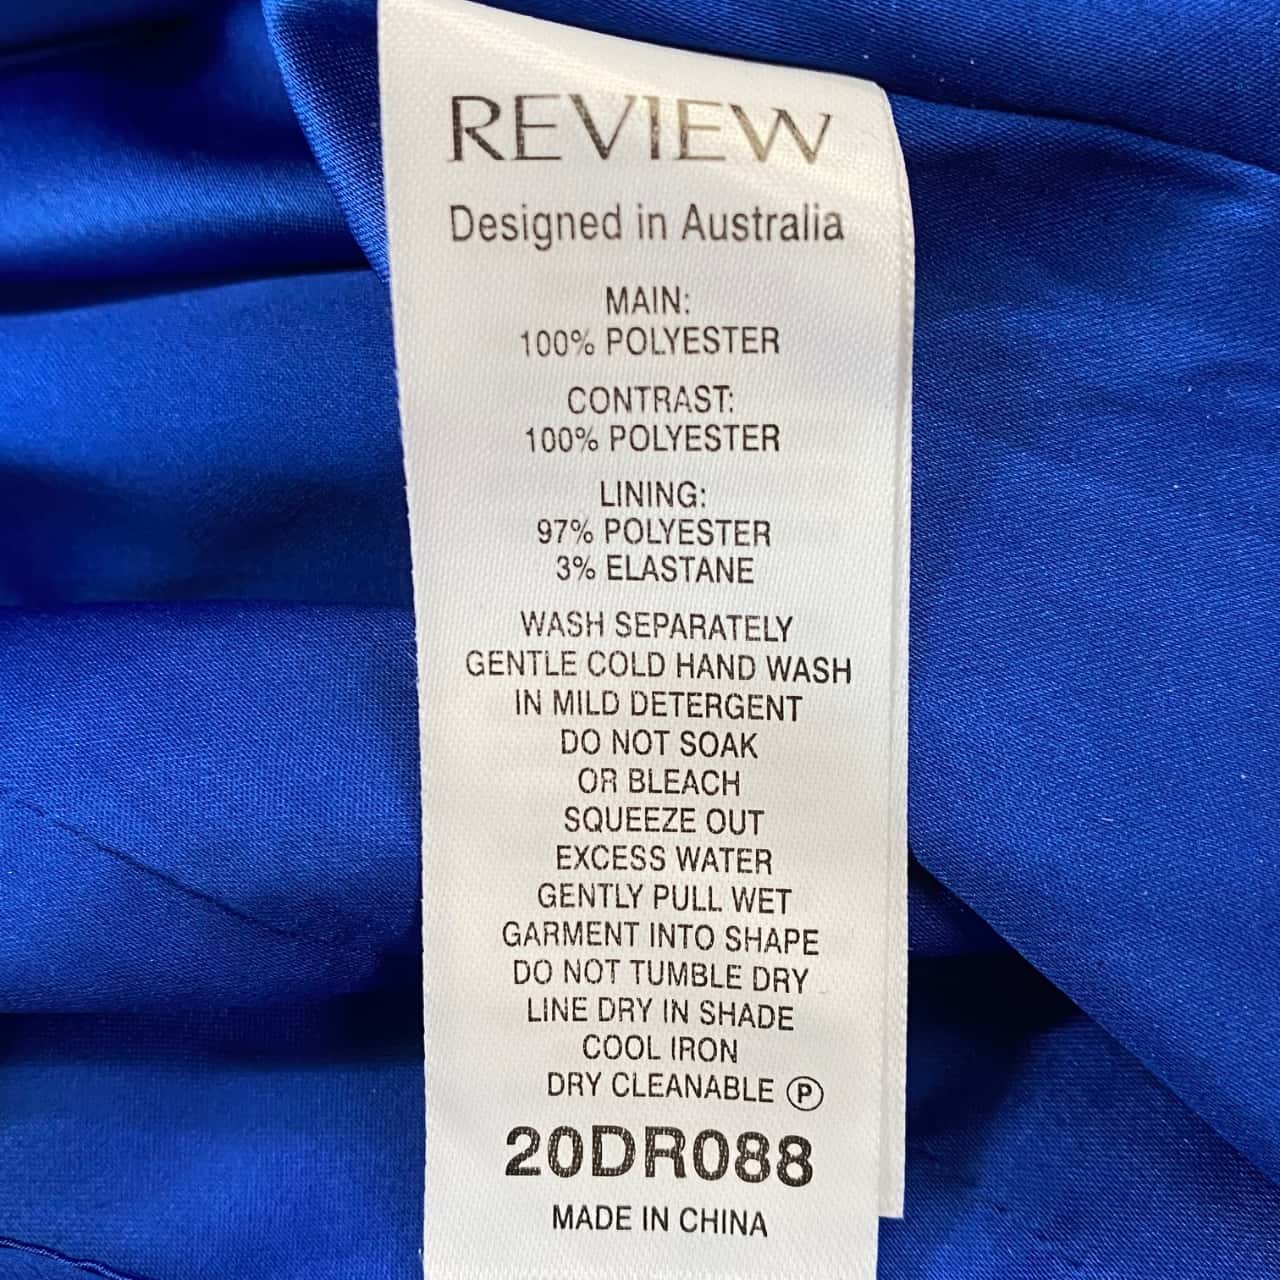 REVIEW
Designed in Australia
MAIN:
100% POLYESTER
CONTRAST:
100% POLYESTER
LINING:
97% POLYESTER
3% ELASTANE
WASH SEPARATELY
GENTLE COLD HAND WASH
IN MILD DETERGENT
DO NOT SOAK
OR BLEACH
SQUEEZE OUT
EXCESS WATER
GENTLY PULL WET
GARMENT INTO SHAPE
DO NOT TUMBLE DRY
LINE DRY IN SHADE
COOL IRON
DRY CLEANABLE Ⓟ
20DR088
MADE IN CHINA